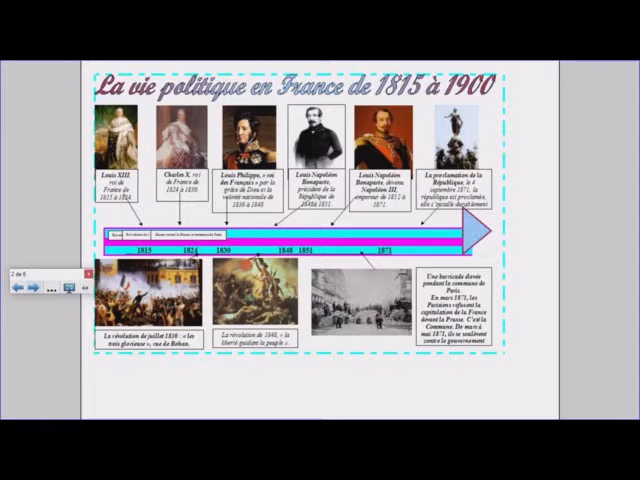 La vie politique en France de 1815 à 1900
Louis XIII,
roi de
France de
1815 à 1824.
Charles X, roi
de France de
1824 à 1830.
Louis Philippe, « roi
des Français » par la
grâce de Dieu et la
volonté nationale de
1830 à 1848
Louis Napoléon
Bonaparte,
président de la
République de
1848à 1851.
Louis Napoléon
Bonaparte, devenu
Napoléon III,
empereur de 1852 à
1871.
La proclamation de la
République, le 4
septembre 1871, la
république est proclamée,
elle s'installe durablement
1815 1824 1830 1848 1851 1871
2 de 6
La révolution de juillet 1830 : « les
trois glorieuse », rue de Rohan.
La révolution de 1848, « la
liberté guidant la peuple ».
Une barricade élevée
pendant la commune de
Paris.
En mars 1871, les
Parisiens refusent la
capitulation de la France
devant la Prusse. C'est la
Commune. De mars à
mai 1871, ils se soulèvent
contre la gouvernement